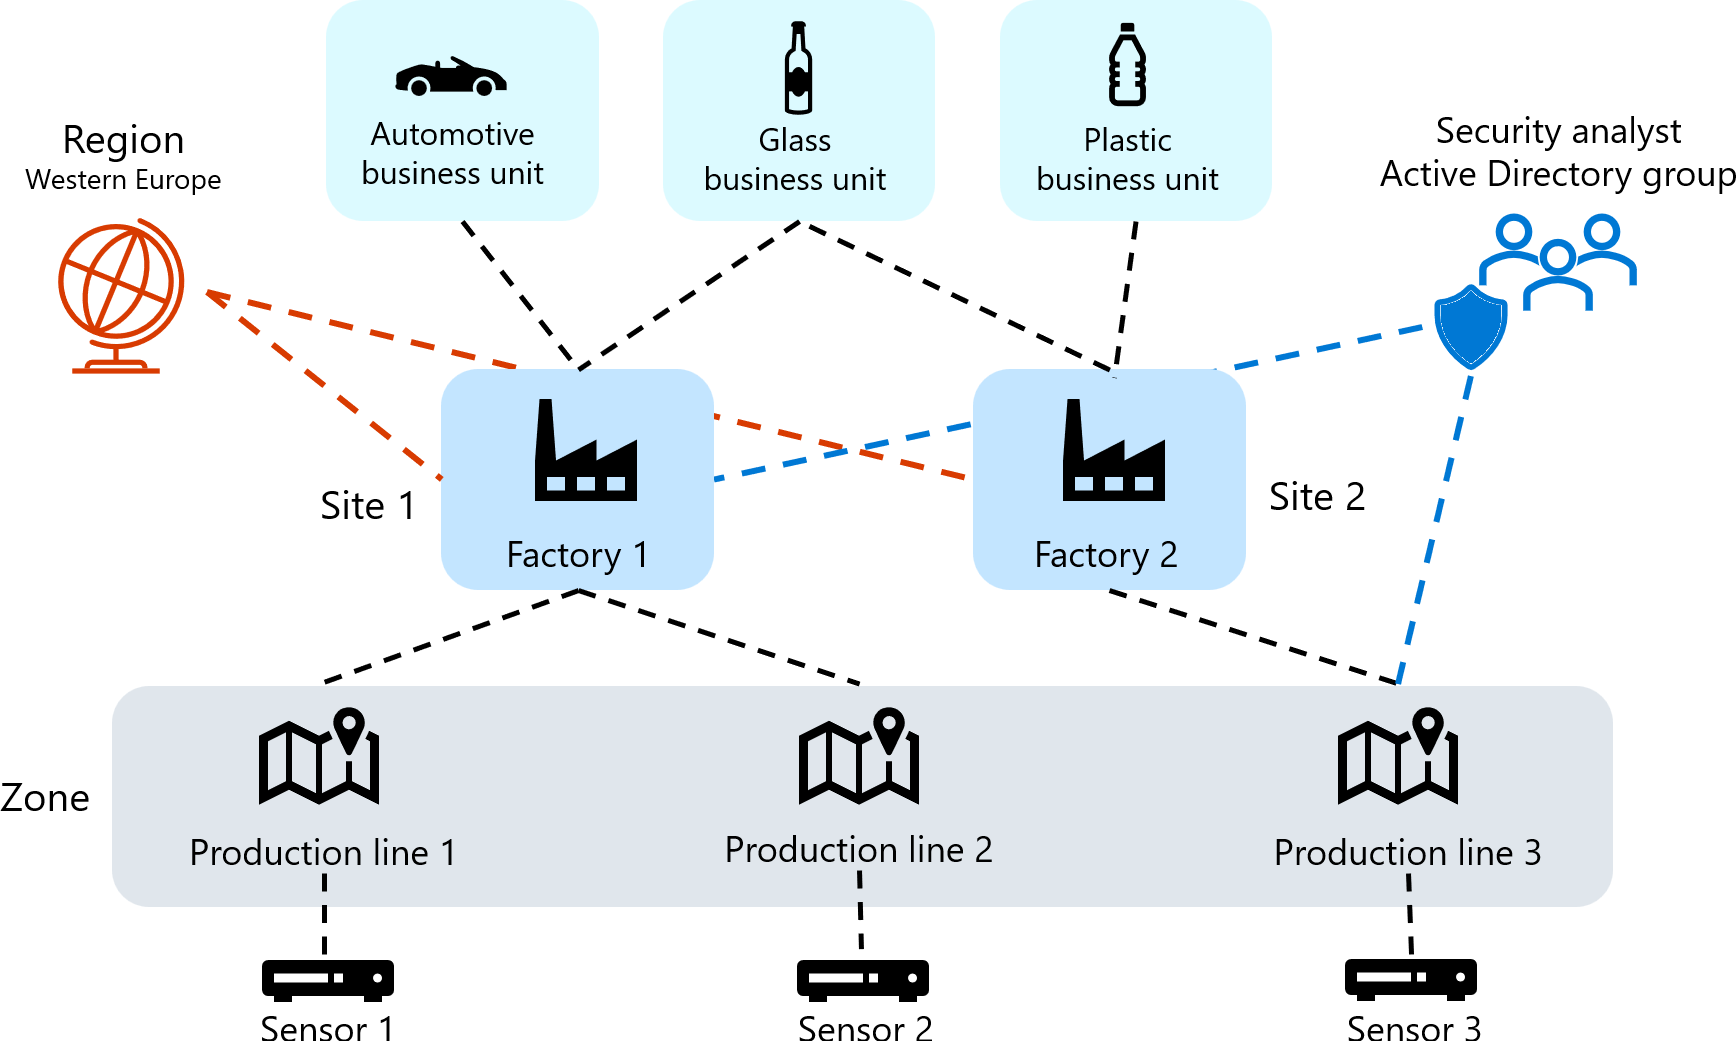 Region
Western Europe
Automotive
business unit
Glass
business unit
Plastic
business unit
Security analyst
Active Directory group
Site 1
Factory 1
Factory 2
Site 2
Zone
Production line 1
Production line 2
Production line 3
Sensor 1
Sensor 2
Sensor 3